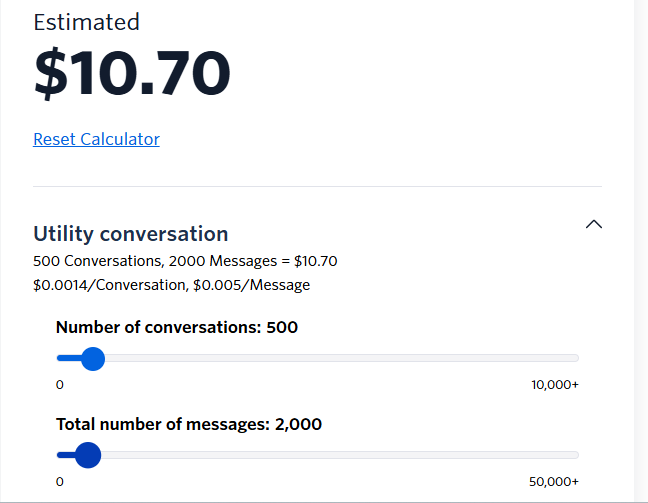 Estimated
$10.70
Reset Calculator
Utility conversation
500 Conversations, 2000 Messages = $10.70
$0.0014/Conversation, $0.005/Message
Number of conversations: 500
0 10,000+
Total number of messages: 2,000
0 50,000+